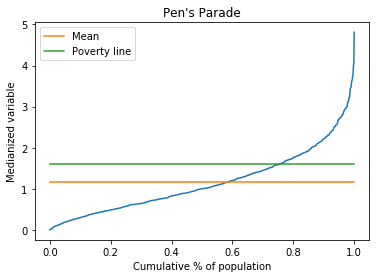 Pen's Parade
Mean
Poverty line
Medianized variable
5
4
3
2
1
0
0.0 0.2 0.4 0.6 0.8 1.0
Cumulative % of population